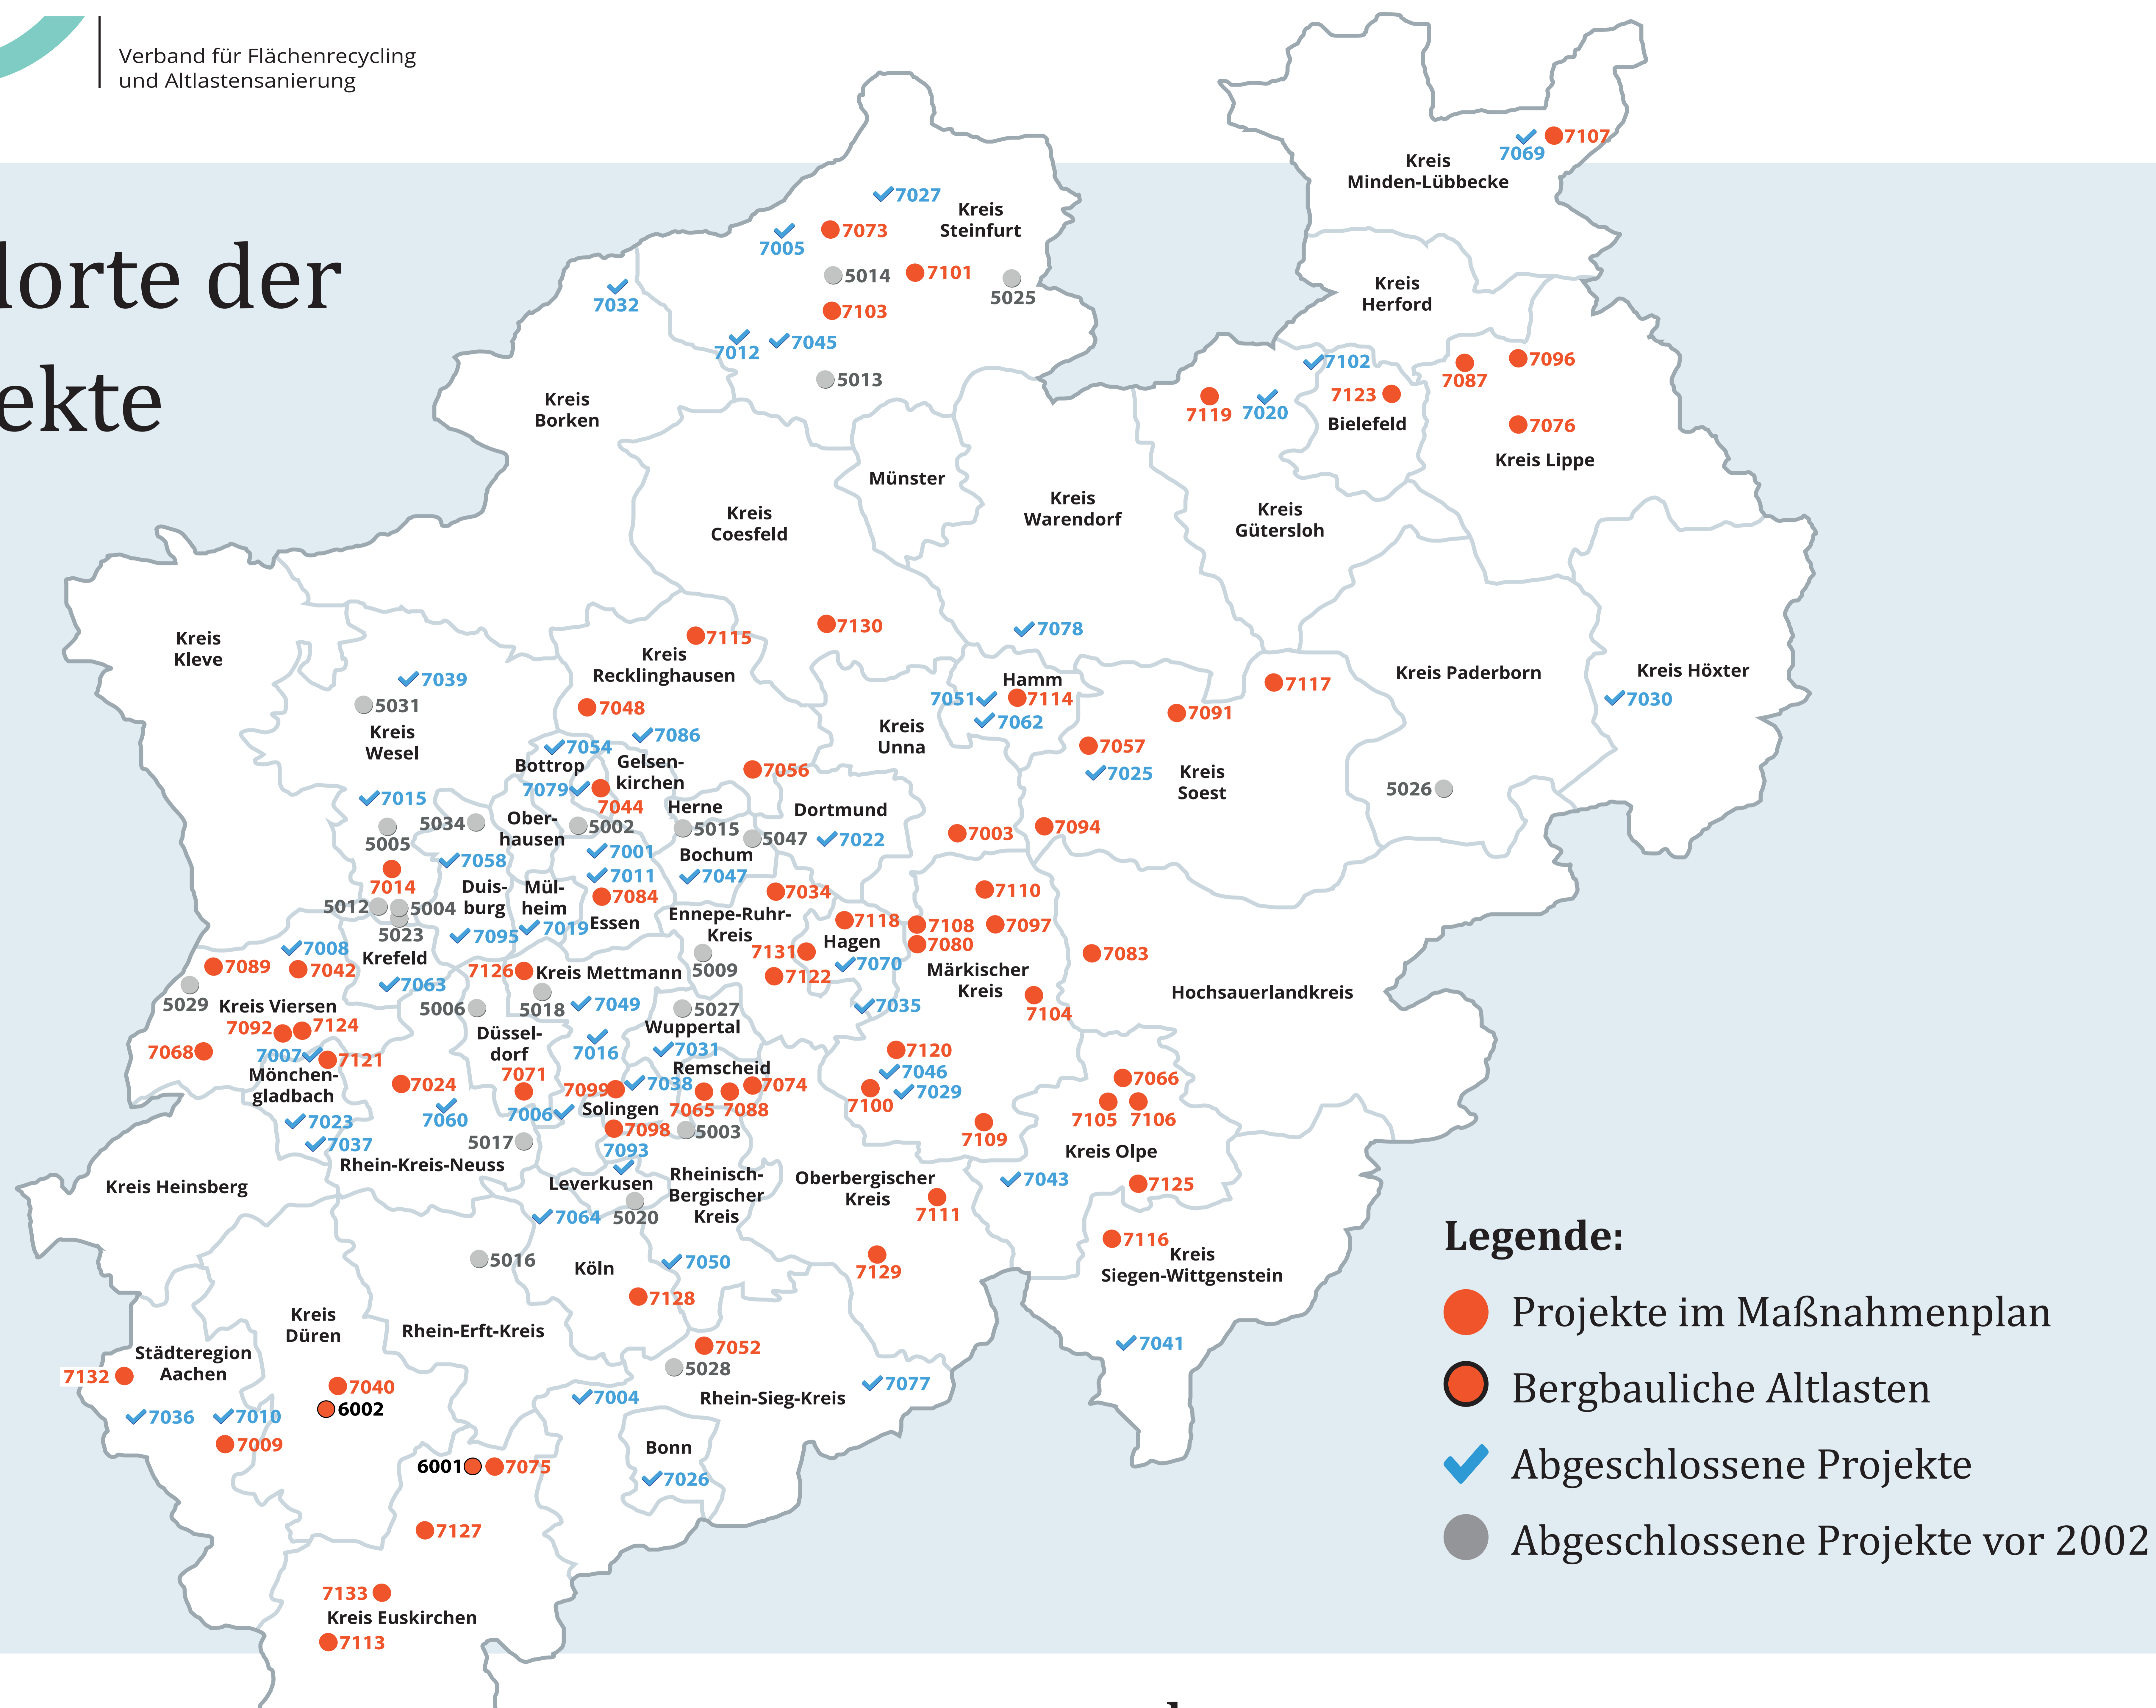 Verband für Flächenrecycling
und Altlastensanierung
lorte der
ekte
7069
7107
Kreis
Minden-Lübbecke
7027
Kreis
Steinfurt
7005
7073
5014
7101
5025
7032
7103
7012
7045
5013
Kreis
Herford
7102
7087
7096
7119
7020
7123
Bielefeld
7076
Kreis Lippe
Kreis
Borken
Münster
Kreis
Coesfeld
Kreis
Warendorf
Kreis
Gütersloh
Kreis
Kleve
7115
7130
7078
Kreis
Recklinghausen
Hamm
7051
7114
7062
7117
7091
Kreis Paderborn
Kreis Höxter
7030
7039
5031
Kreis
Wesel
7048
7086
7054
Bottrop
Gelsen-
kirchen
7079
7044
7056
Kreis
Unna
7057
7025
Kreis
Soest
5026
7015
5005
5034
Ober-
hausen
5002
Herne
5015
5047
Dortmund
7022
7003
7094
7014
7058
7001
Bochum
7011
7047
5012
5004
5023
Duis-
burg
Mül-
heim
7084
Essen
7034
7110
7008
Krefeld
7095
7019
Ennepe-Ruhr-
Kreis
7118
Hagen
7108
7097
7080
7089
7042
7063
7126
Kreis Mettmann
5009
7131
7122
7070
Märkischer
Kreis
7083
5029
Kreis Viersen
5006
5018
7049
5027
Wuppertal
7035
7104
Hochsauerlandkreis
7092
7124
7068
7007
7121
Mönchen-
gladbach
Düssel-
dorf
7071
7016
7031
Remscheid
7120
7046
7029
7100
7024
7060
7099
7038
7006
Solingen
7065
7088
7074
7066
7105
7106
7023
7037
5017
7098
5003
7093
7109
Kreis Olpe
Rhein-Kreis-Neuss
Leverkusen
Rheinisch-
Bergischer
Kreis
Oberbergischer
Kreis
7043
7125
Kreis Heinsberg
7064
5020
7111
5016
Köln
7050
7129
7116
Kreis
Siegen-Wittgenstein
7128
Kreis
Düren
Rhein-Erft-Kreis
7052
5028
7041
Städteregion
Aachen
7132
7040
6002
7004
Rhein-Sieg-Kreis
7077
7036
7010
7009
Bonn
7026
6001
7075
7127
7133
Kreis Euskirchen
7113
Legende:
Projekte im Maßnahmenplan
Bergbauliche Altlasten
Abgeschlossene Projekte
Abgeschlossene Projekte vor 2002